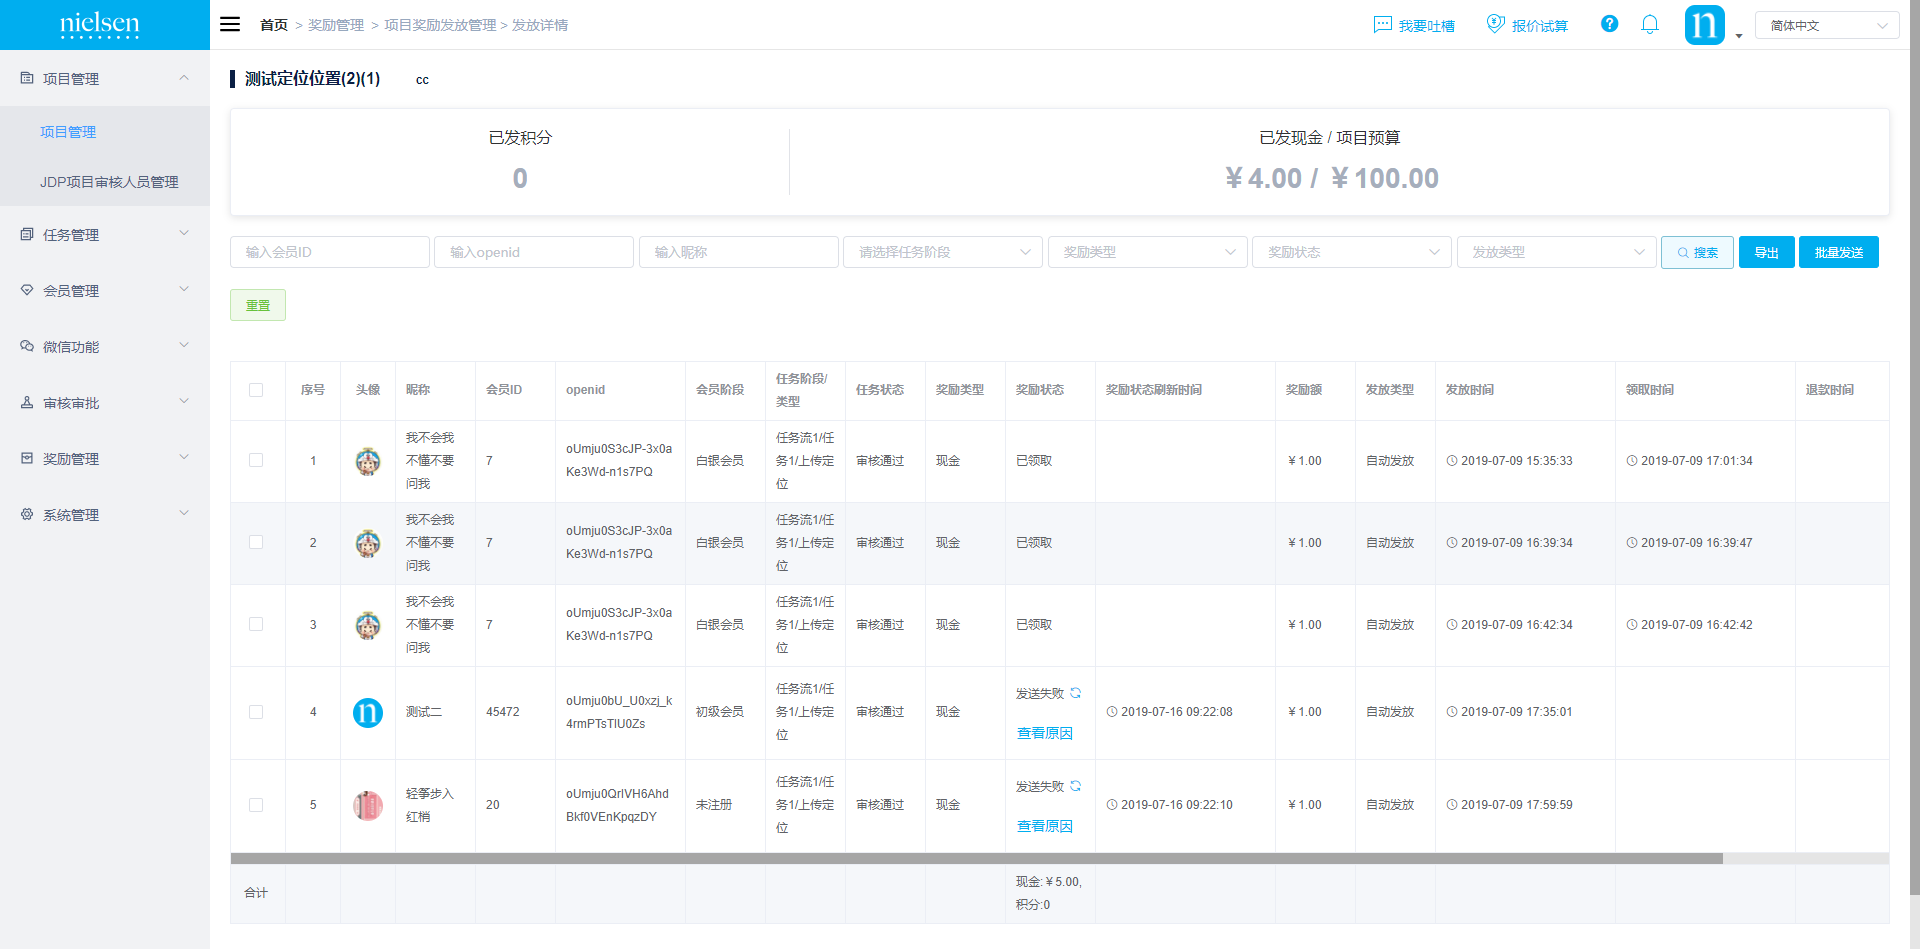 nielsen
首页 > 奖励管理 > 项目奖励发放管理 > 发放详情
我要吐槽
报价试算
简体中文
项目管理
项目管理
JDP项目审核人员管理
任务管理
会员管理
微信功能
审核审批
奖励管理
系统管理
测试定位位置(2)(1) cc
已发积分
0
已发现金 / 项目预算
¥4.00 / ¥100.00
输入会员ID 输入openid 输入昵称 请选择任务阶段 奖励类型 奖励状态 发放类型 搜索 导出 批量发送
重置
序号 头像 昵称 会员ID openid 会员阶段 任务阶段/
类型 任务状态 奖励类型 奖励状态 奖励状态刷新时间 奖励额 发放类型 发放时间 领取时间 退款时间
1 我不会我
不懂不要
问我 7 oUmju0S3cJP-3x0a
Ke3Wd-n1s7PQ 白银会员 任务流1/任
务1/上传定
位 审核通过 现金 已领取 ¥1.00 自动发放 2019-07-09 15:35:33 2019-07-09 17:01:34
2 我不会我
不懂不要
问我 7 oUmju0S3cJP-3x0a
Ke3Wd-n1s7PQ 白银会员 任务流1/任
务1/上传定
位 审核通过 现金 已领取 ¥1.00 自动发放 2019-07-09 16:39:34 2019-07-09 16:39:47
3 我不会我
不懂不要
问我 7 oUmju0S3cJP-3x0a
Ke3Wd-n1s7PQ 白银会员 任务流1/任
务1/上传定
位 审核通过 现金 已领取 ¥1.00 自动发放 2019-07-09 16:42:34 2019-07-09 16:42:42
4 n 测试二 45472 oUmju0bU_U0xzj_k
4rmPTsTlU0Zs 初级会员 任务流1/任
务1/上传定
位 审核通过 现金 发送失败
查看原因 2019-07-16 09:22:08 ¥1.00 自动发放 2019-07-09 17:35:01
5 轻筝步入
红梢 20 oUmju0QrlVH6Ahd
Bkf0VEnKpqzDY 未注册 任务流1/任
务1/上传定
位 审核通过 现金 发送失败
查看原因 2019-07-16 09:22:10 ¥1.00 自动发放 2019-07-09 17:59:59
合计 现金:¥5.00,
积分:0